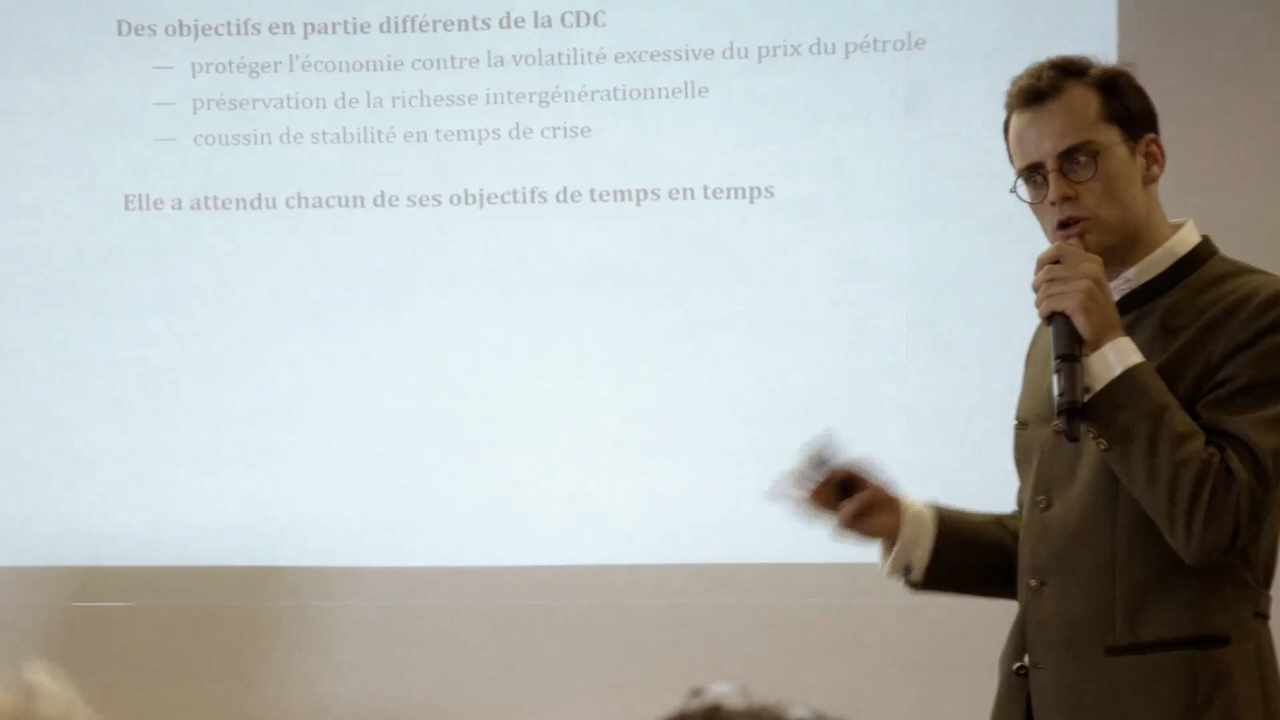 Des objectifs en partie différents de la CDC
— protéger l'économie contre la volatilité excessive du prix du pétrole
— préservation de la richesse intergénérationnelle
— coussin de stabilité en temps de crise
Elle a attendu chacun de ses objectifs de temps en temps